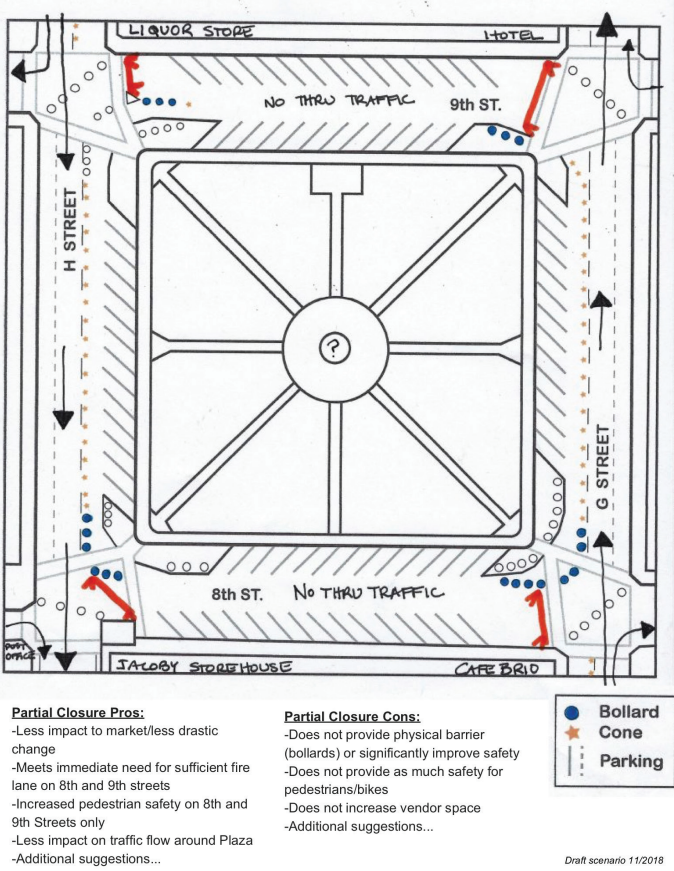 LIQUOR STORE
HOTEL
NO THRU TRAFFIC
9th ST.
H STREET
?
G STREET
8th ST.
NO THRU TRAFFIC
POST
OFFICE
JACOBY STOREHOUSE
CAFE BRIO
Partial Closure Pros:
-Less impact to market/less drastic
change
-Meets immediate need for sufficient fire
lane on 8th and 9th streets
-Increased pedestrian safety on 8th and
9th Streets only
-Less impact on traffic flow around Plaza
-Additional suggestions...
Partial Closure Cons:
-Does not provide physical barrier
(bollards) or significantly improve safety
-Does not provide as much safety for
pedestrians/bikes
-Does not increase vendor space
-Additional suggestions...
Bollard
Cone
Parking
Draft scenario 11/2018